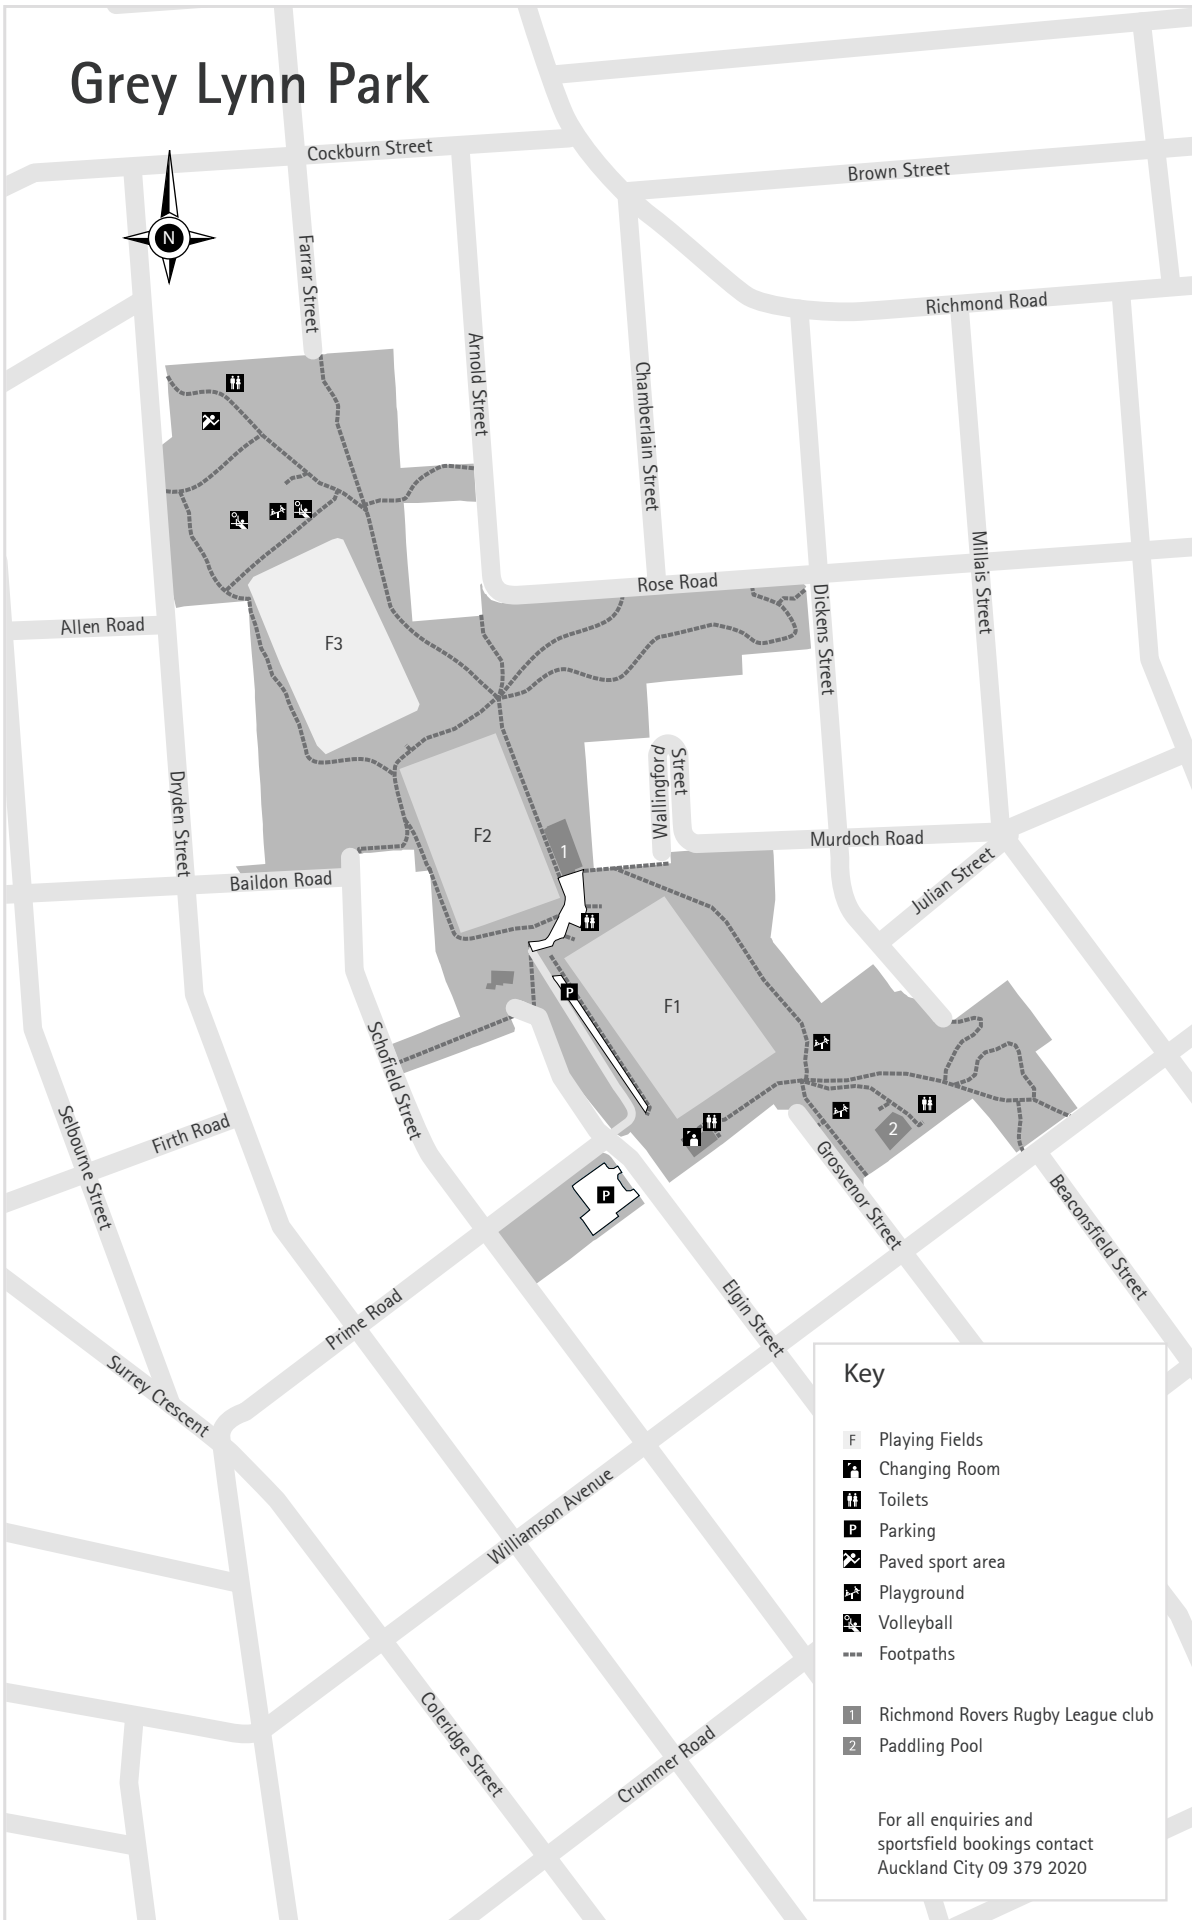 Grey Lynn Park
Cockburn Street
Brown Street
N
Farrar Street
Richmond Road
Arnold Street
Chamberlain Street
Millais Street
Rose Road
Dickens Street
Allen Road
F3
Street
Wallingford
Dryden Street
F2
1
Murdoch Road
Julian Street
Baildon Road
P
F1
Schofield Street
Selbourne Street
Firth Road
2
Grosvenor Street
P
Beaconsfield Street
Elgin Street
Prime Road
Surrey Crescent
Williamson Avenue
Coleridge Street
Crummer Road
Key
F Playing Fields
Changing Room
Toilets
P Parking
Paved sport area
Playground
Volleyball
Footpaths
1 Richmond Rovers Rugby League club
2 Paddling Pool
For all enquiries and
sportsfield bookings contact
Auckland City 09 379 2020